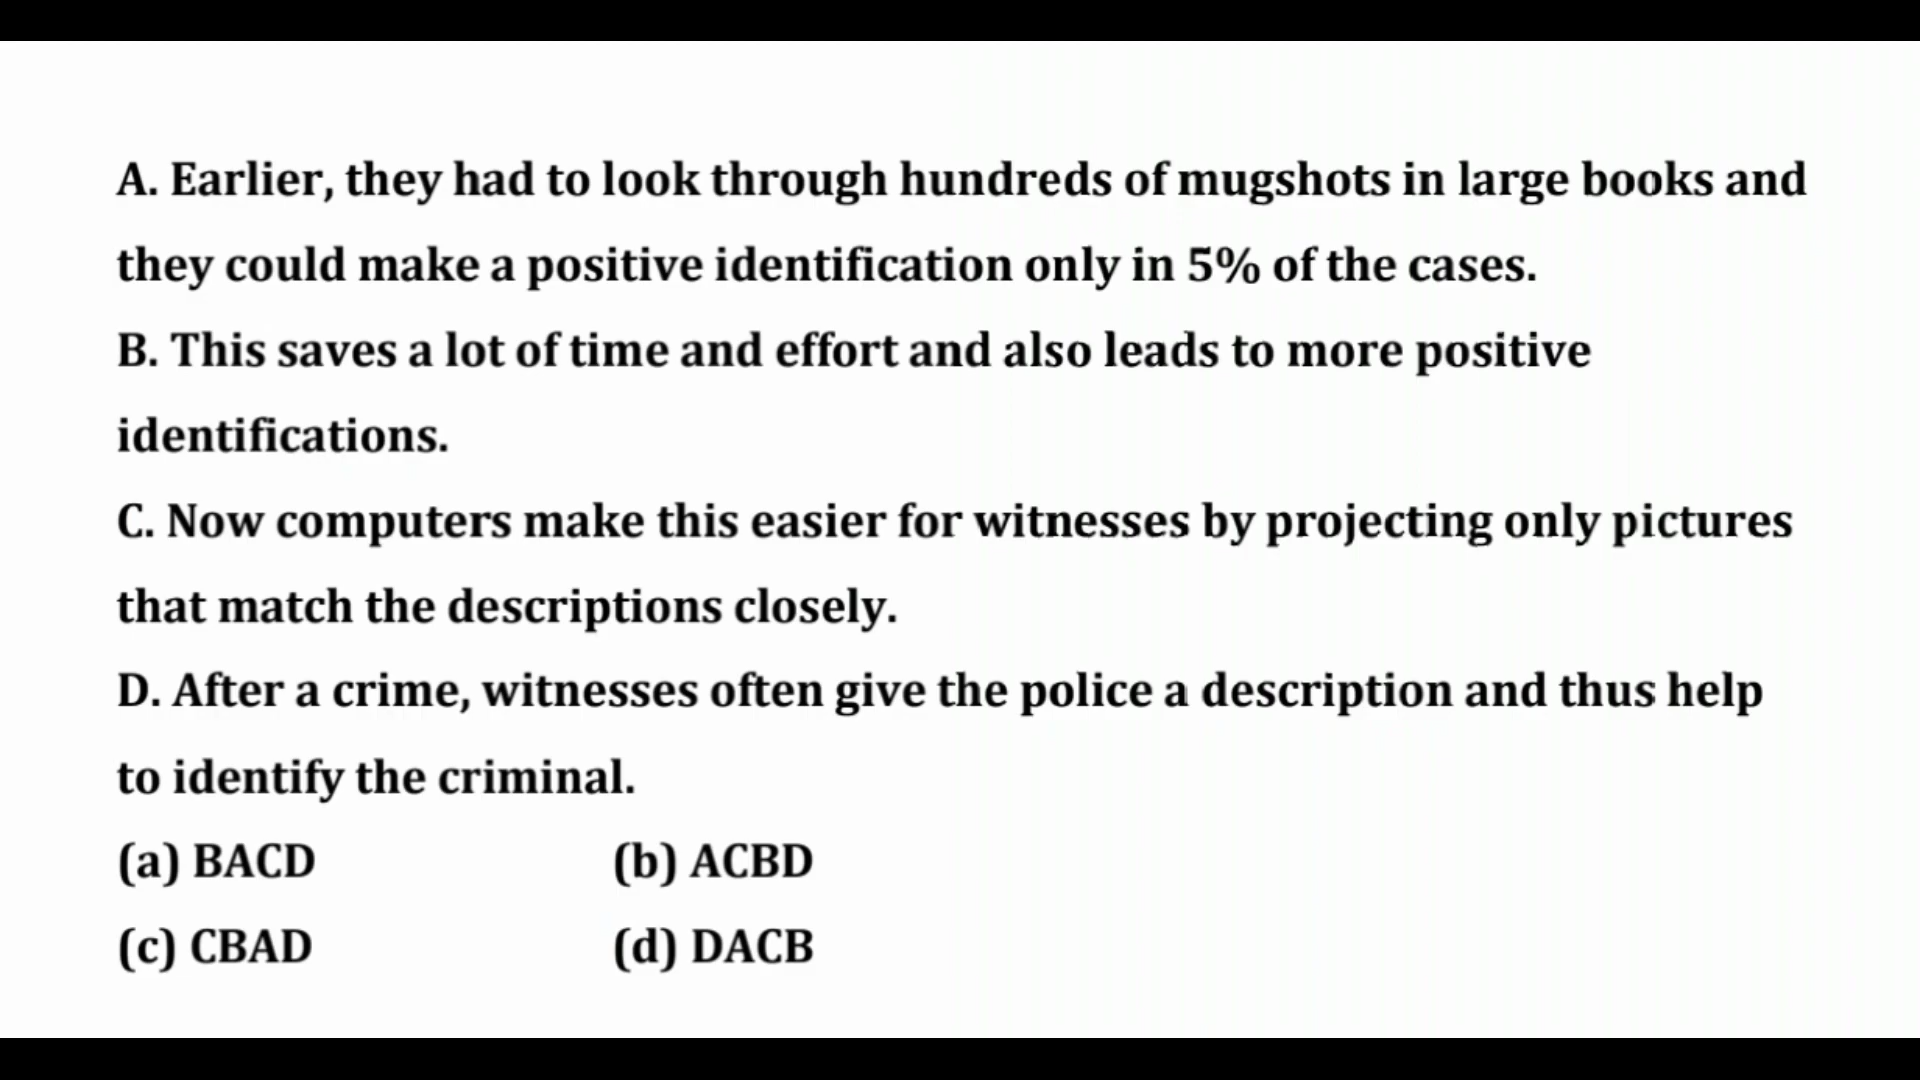 A. Earlier, they had to look through hundreds of mugshots in large books and
they could make a positive identification only in 5% of the cases.
B. This saves a lot of time and effort and also leads to more positive
identifications.
C. Now computers make this easier for witnesses by projecting only pictures
that match the descriptions closely.
D. After a crime, witnesses often give the police a description and thus help
to identify the criminal.
(a) BACD (b) ACBD
(c) CBAD (d) DACB